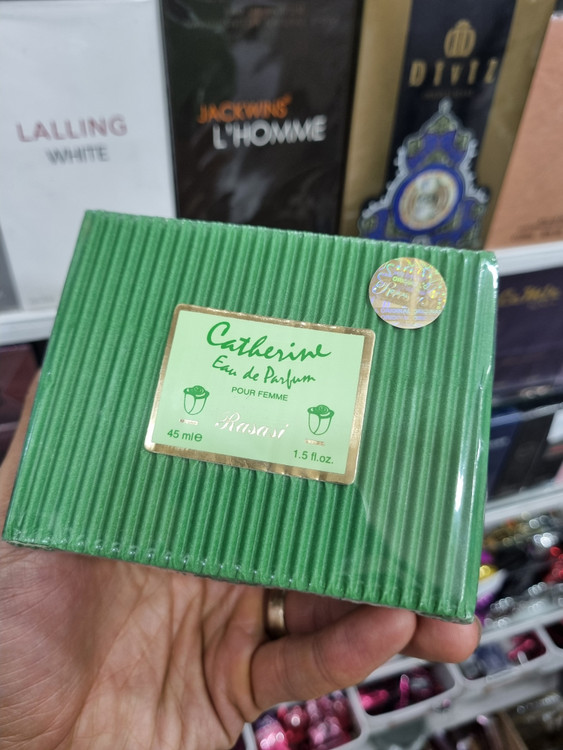 LALLING
WHITE
JACKWINS'
L'HOMME
DIVIZ
Catherine
Eau de Parfum
POUR FEMME
Rasasi
45 ml e
1.5 fl.oz.